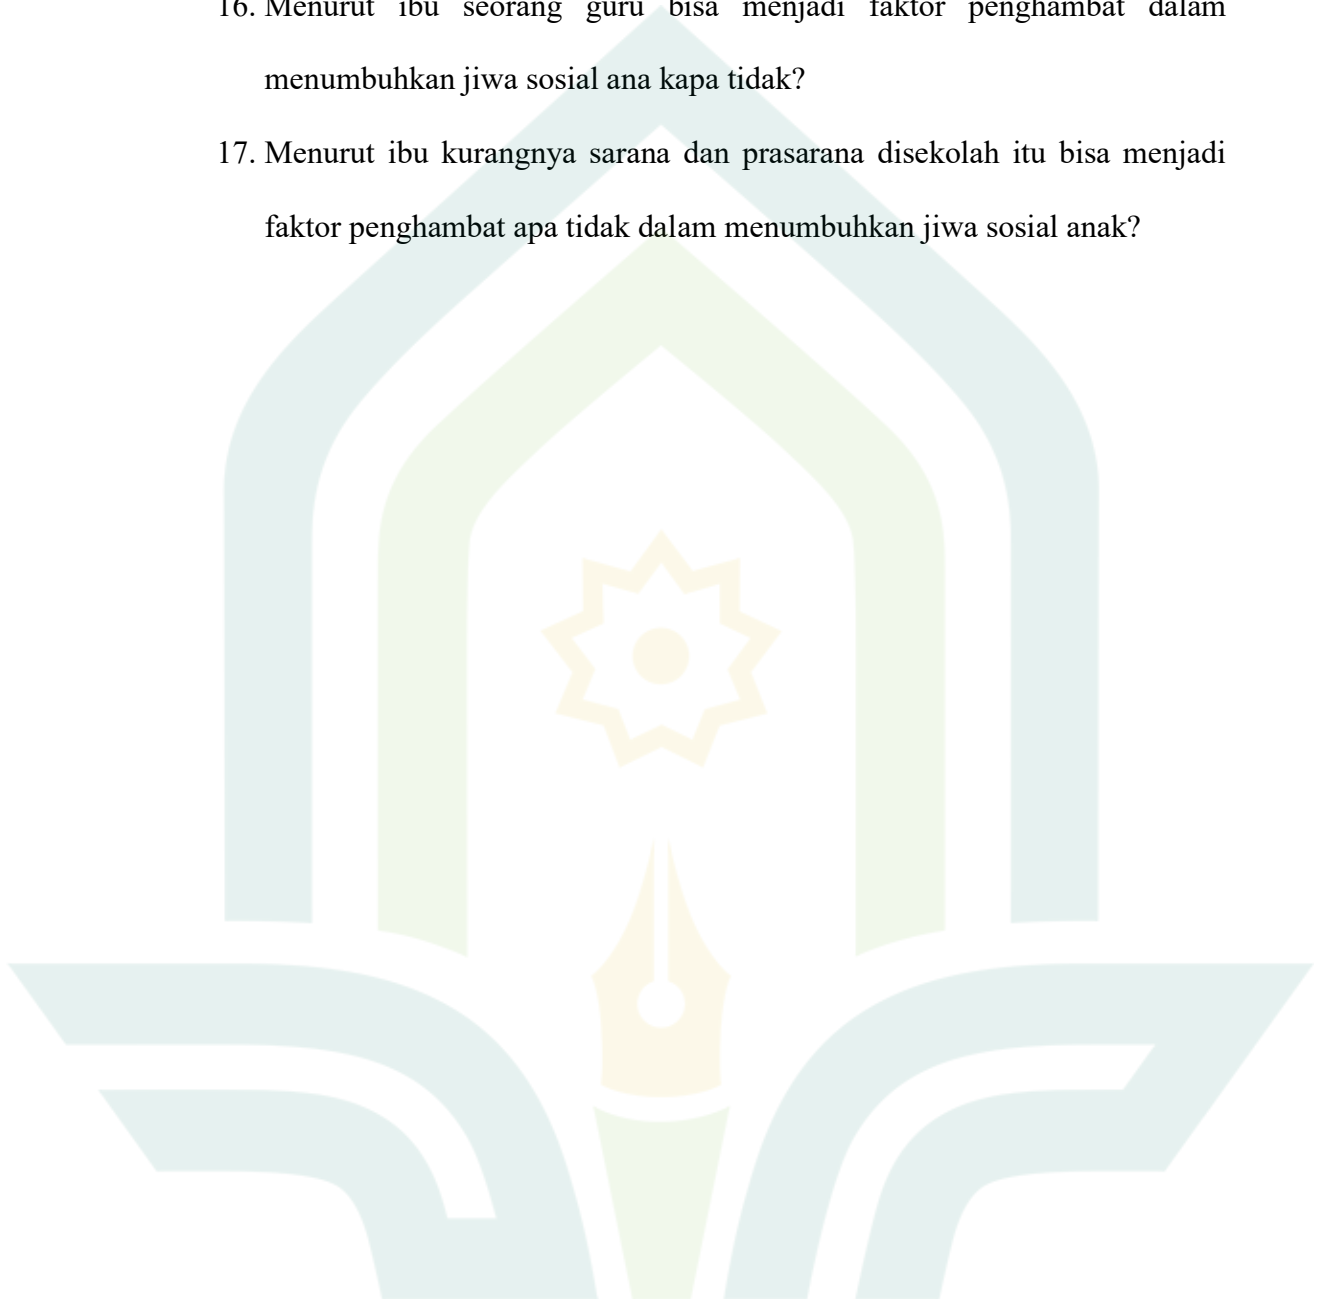 16. Menurut ibu seorang guru bisa menjadi faktor penghambat dalam
menumbuhkan jiwa sosial ana kapa tidak?
17. Menurut ibu kurangnya sarana dan prasarana disekolah itu bisa menjadi
faktor penghambat apa tidak dalam menumbuhkan jiwa sosial anak?